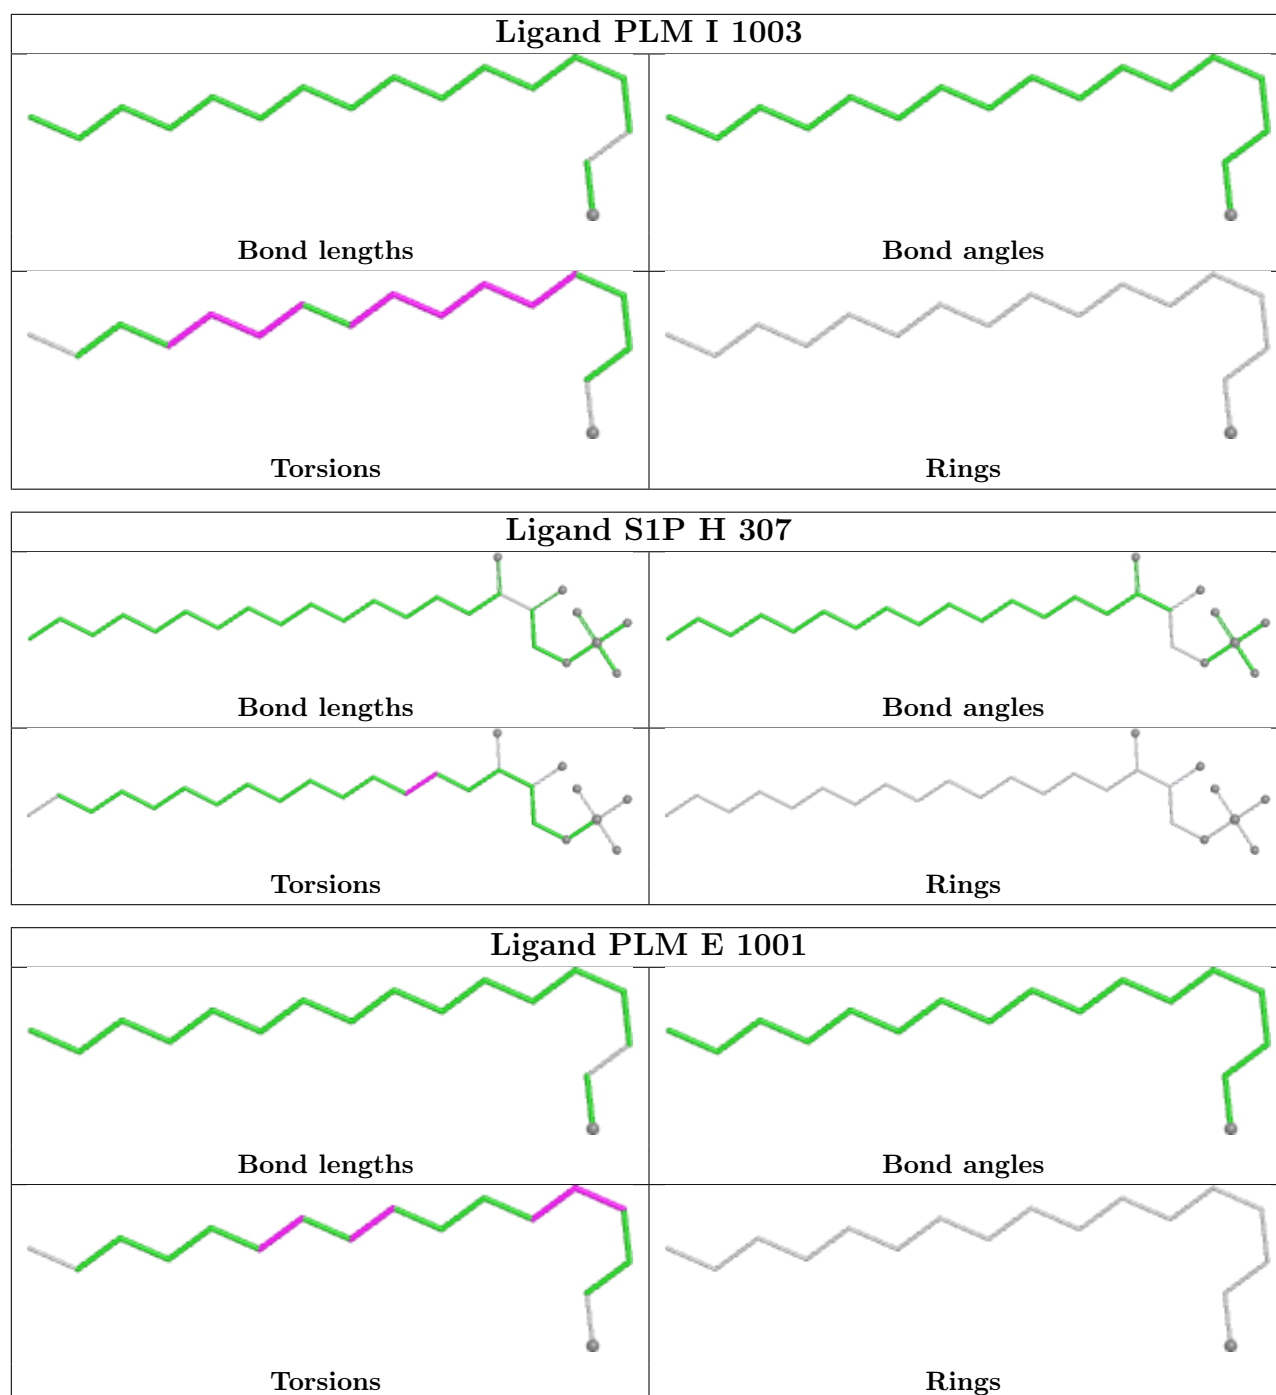 Ligand PLM I 1003
Bond lengths
Bond angles
Torsions
Rings
Ligand S1P H 307
Bond lengths
Bond angles
Torsions
Rings
Ligand PLM E 1001
Bond lengths
Bond angles
Torsions
Rings